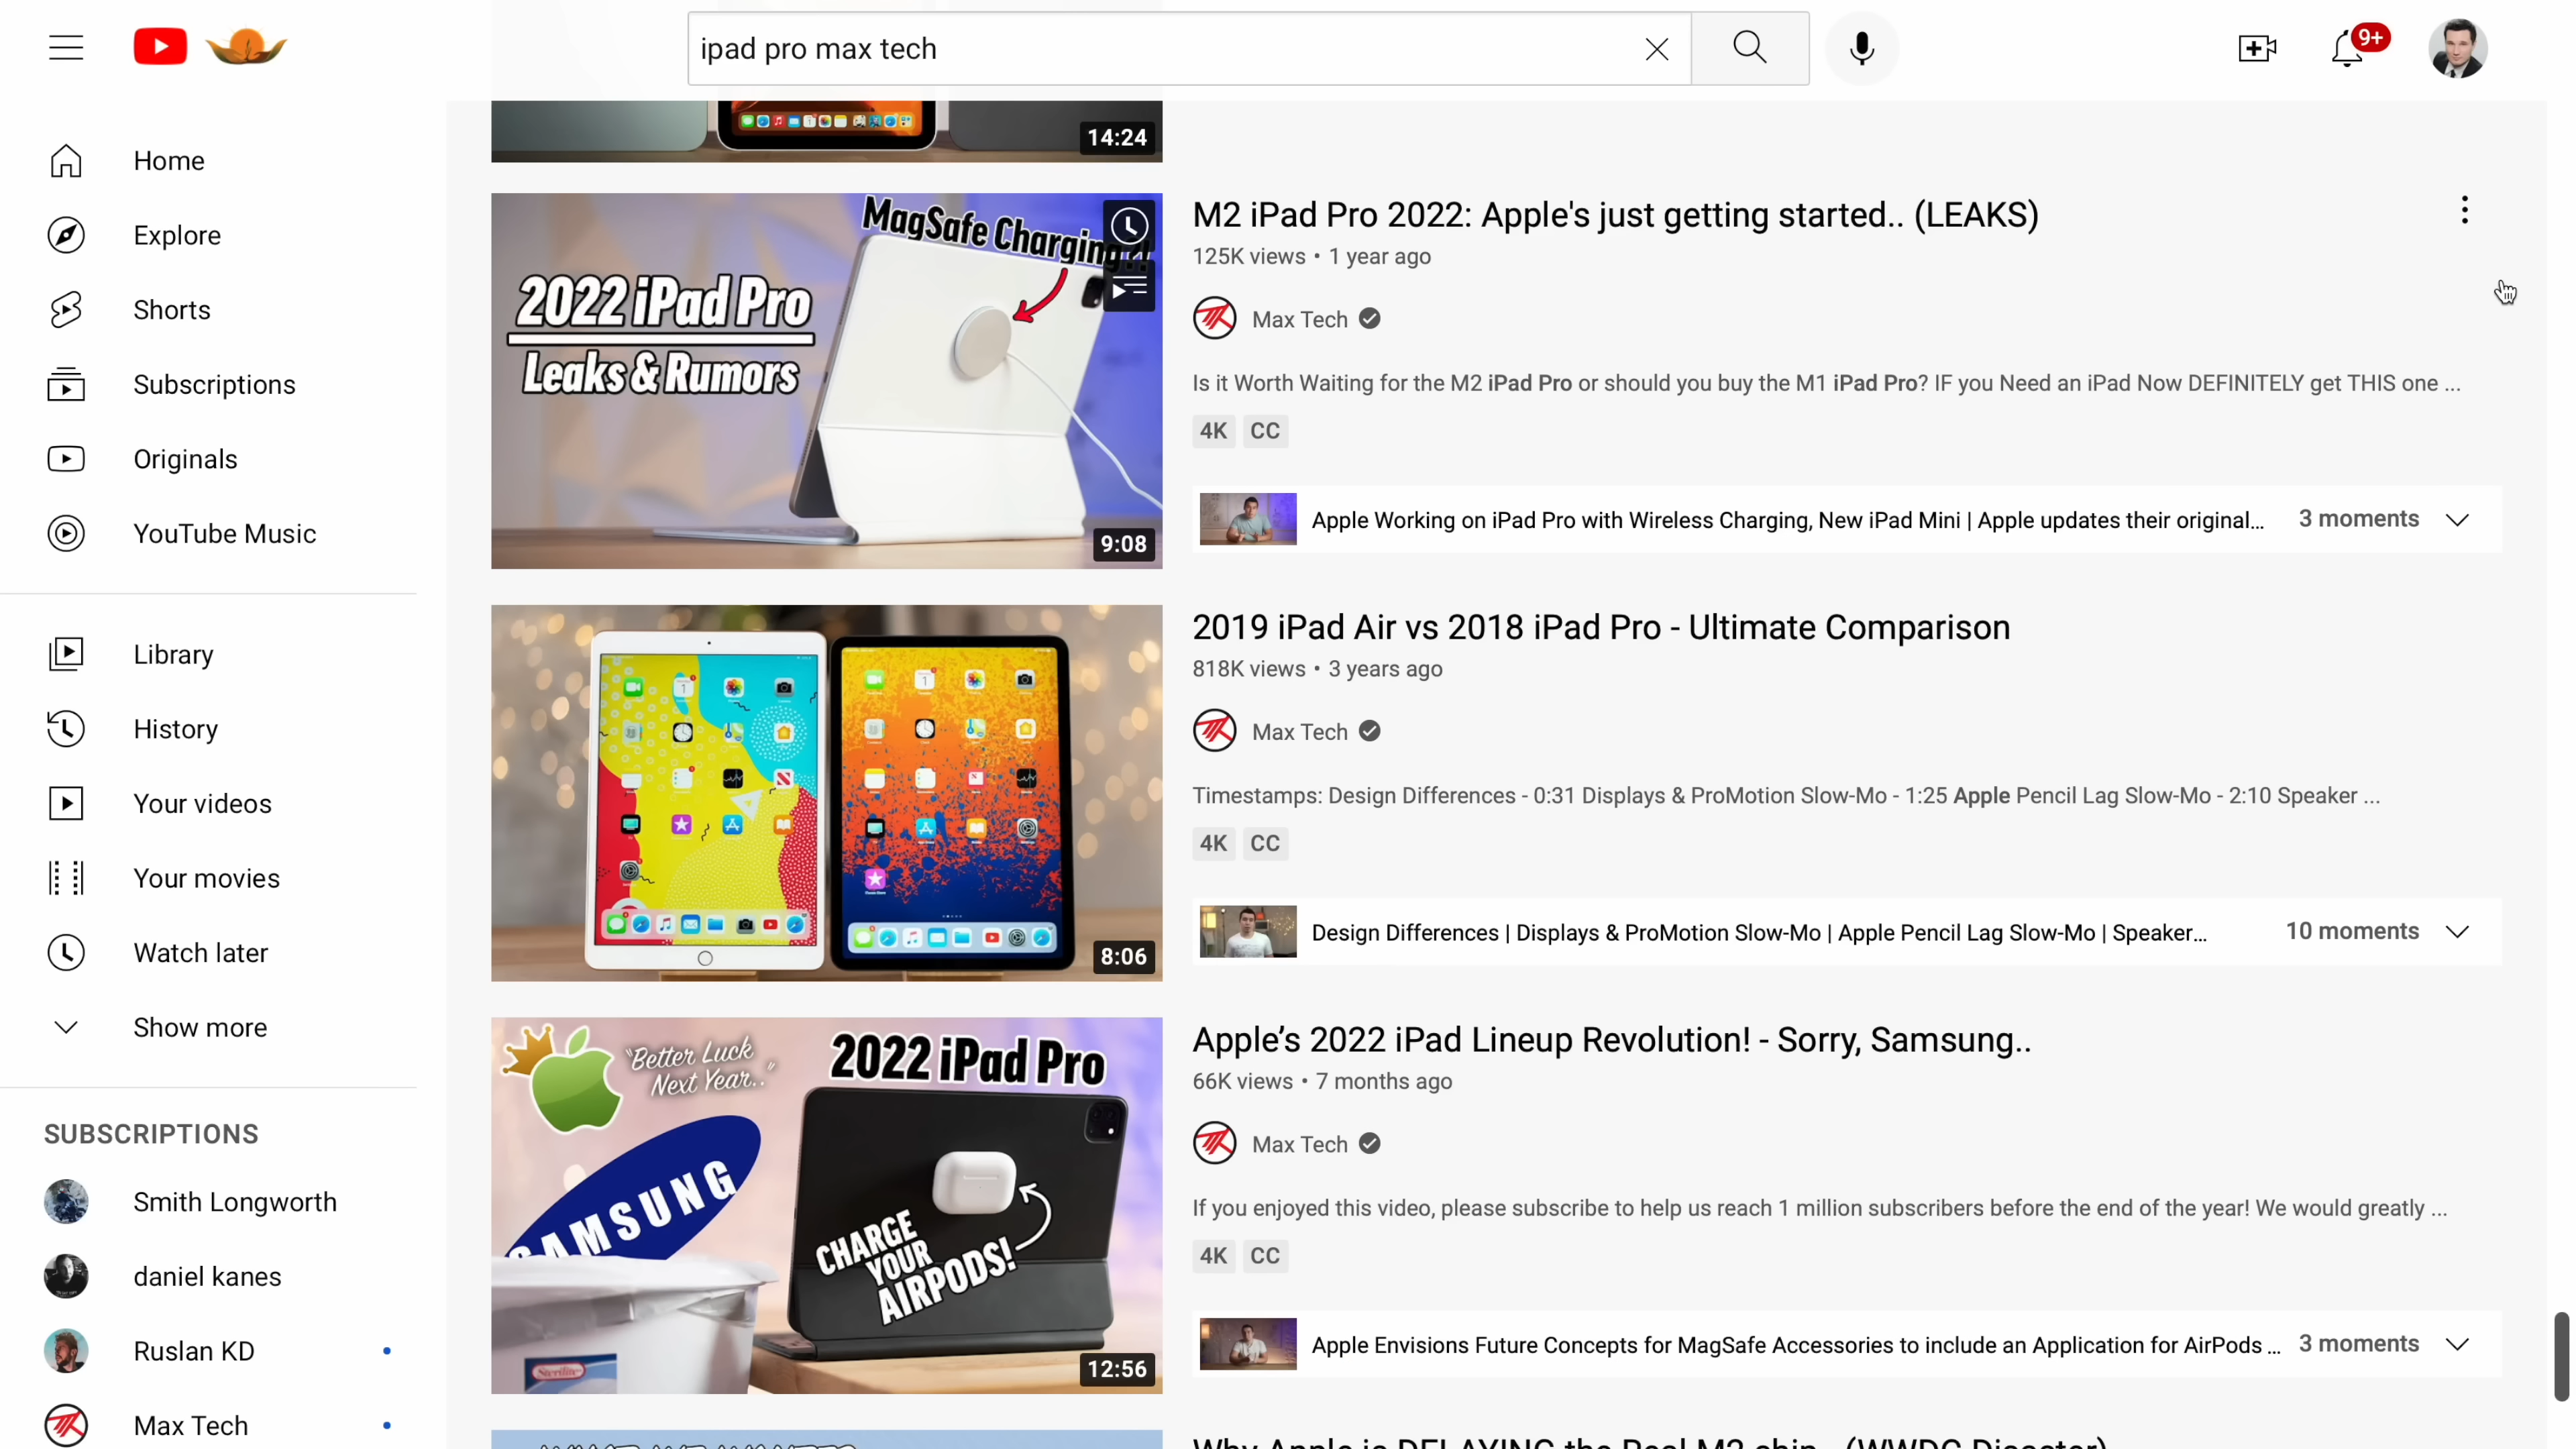 ipad pro max tech
9+
Home
Explore
Shorts
Subscriptions
Originals
YouTube Music
Library
History
Your videos
Your movies
Watch later
Show more
SUBSCRIPTIONS
Smith Longworth
daniel kanes
Ruslan KD
Max Tech
14:24
MagSafe Charging
2022 iPad Pro
Leaks & Rumors
9:08
M2 iPad Pro 2022: Apple's just getting started.. (LEAKS)
125K views • 1 year ago
Max Tech
Is it Worth Waiting for the M2 iPad Pro or should you buy the M1 iPad Pro? IF you Need an iPad Now DEFINITELY get THIS one ...
4K CC
Apple Working on iPad Pro with Wireless Charging, New iPad Mini | Apple updates their original...
3 moments
8:06
2019 iPad Air vs 2018 iPad Pro - Ultimate Comparison
818K views • 3 years ago
Max Tech
Timestamps: Design Differences - 0:31 Displays & ProMotion Slow-Mo - 1:25 Apple Pencil Lag Slow-Mo - 2:10 Speaker ...
4K CC
Design Differences | Displays & ProMotion Slow-Mo | Apple Pencil Lag Slow-Mo | Speaker...
10 moments
"Better Luck
Next Year.."
2022 iPad Pro
SAMSUNG
CHARGE
YOUR
AIRPODS!
Sterilite
12:56
Apple’s 2022 iPad Lineup Revolution! - Sorry, Samsung..
66K views • 7 months ago
Max Tech
If you enjoyed this video, please subscribe to help us reach 1 million subscribers before the end of the year! We would greatly ...
4K CC
Apple Envisions Future Concepts for MagSafe Accessories to include an Application for AirPods ...
3 moments
Why Apple is DELAYING the Real M2 chip.. (WWDC Disaster)